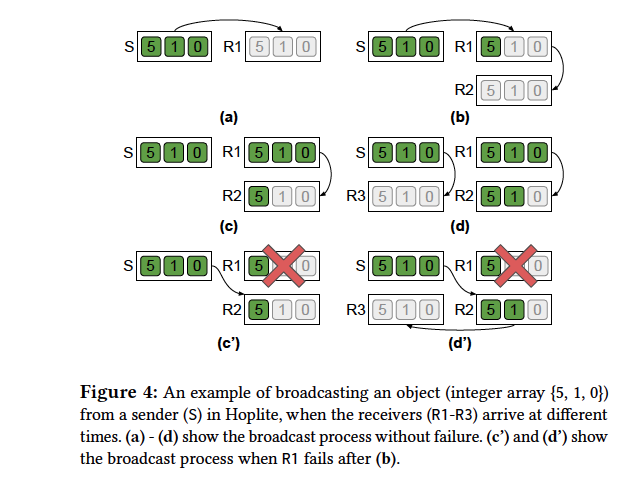 S 5 1 0 R1 5 1 0
S 5 1 0 R1 5 1 0
R2 5 1 0
(a) (b)
S 5 1 0 R1 5 1 0
S 5 1 0 R1 5 1 0
R2 5 1 0
R3 5 1 0 R2 5 1 0
(c) (d)
S 5 1 0 R1 5 0
S 5 1 0 R1 5 0
R2 5 1 0
R3 5 1 0 R2 5 1 0
(c') (d')
Figure 4: An example of broadcasting an object (integer array {5, 1, 0})
from a sender (S) in Hoplite, when the receivers (R1-R3) arrive at different
times. (a) - (d) show the broadcast process without failure. (c') and (d') show
the broadcast process when R1 fails after (b).